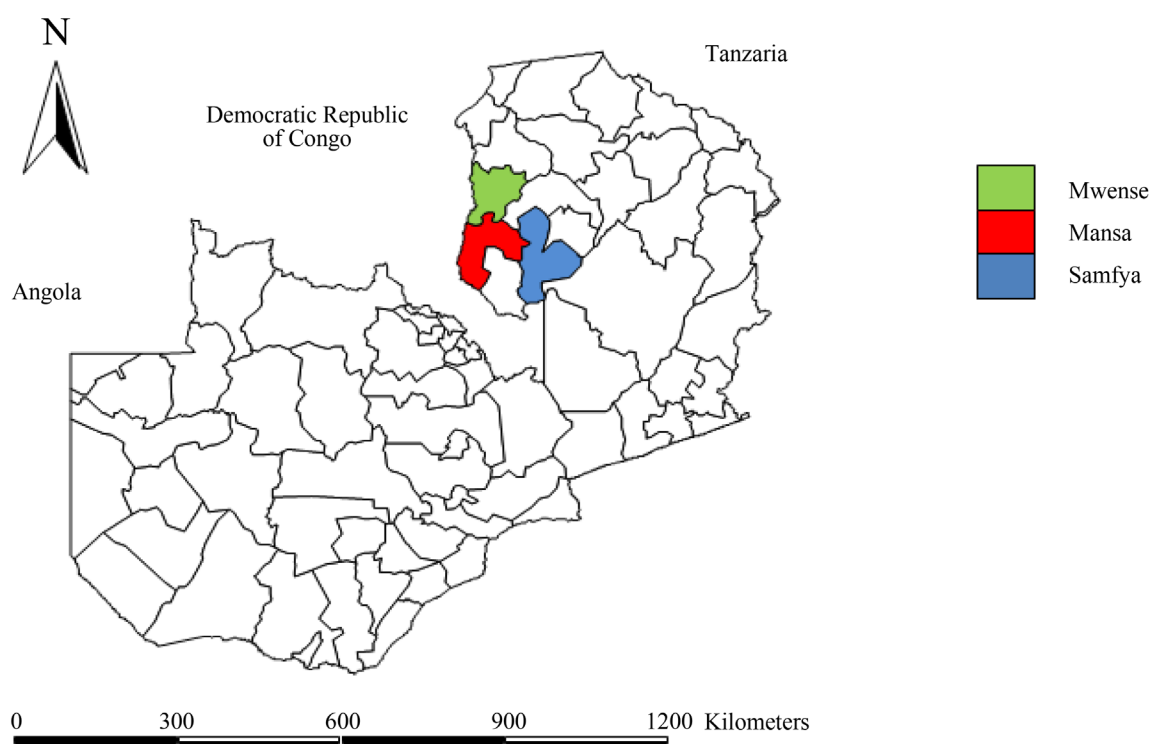 N
Tanzaria
Democratic Republic
of Congo
Angola
Mwense
Mansa
Samfya
0 300 600 900 1200 Kilometers